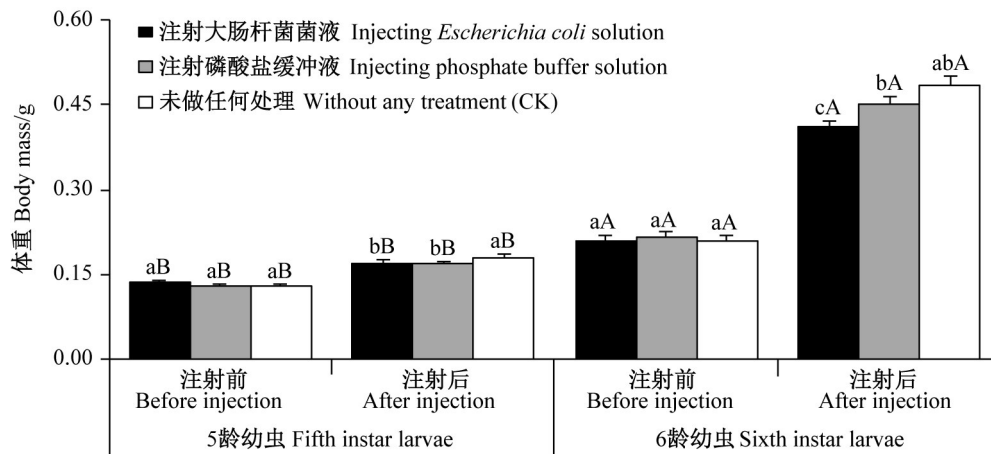 0.60
0.45
0.30
0.15
0.00
体重 Body mass/g
注射大肠杆菌菌液 Injecting Escherichia coli solution
注射磷酸盐缓冲液 Injecting phosphate buffer solution
未做任何处理 Without any treatment (CK)
aB aB aB
bB bB aB
aA aA aA
cA bA abA
注射前 注射后 注射前 注射后
Before injection After injection Before injection After injection
5龄幼虫 Fifth instar larvae 6龄幼虫 Sixth instar larvae